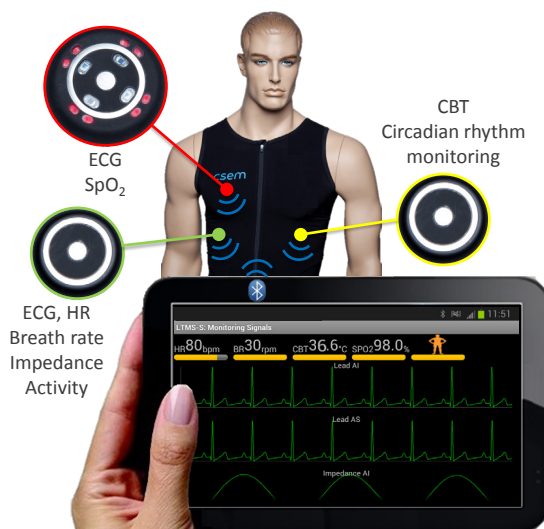 CBT
Circadian rhythm
monitoring
ECG
SpO₂
csem
ECG, HR
Breath rate
Impedance
Activity
11:51
LTMS-S: Monitoring Signals
HR80bpm BR30rpm CBT36.6°C SPO298.0%
Lead AI
Lead AS
Impedance AI